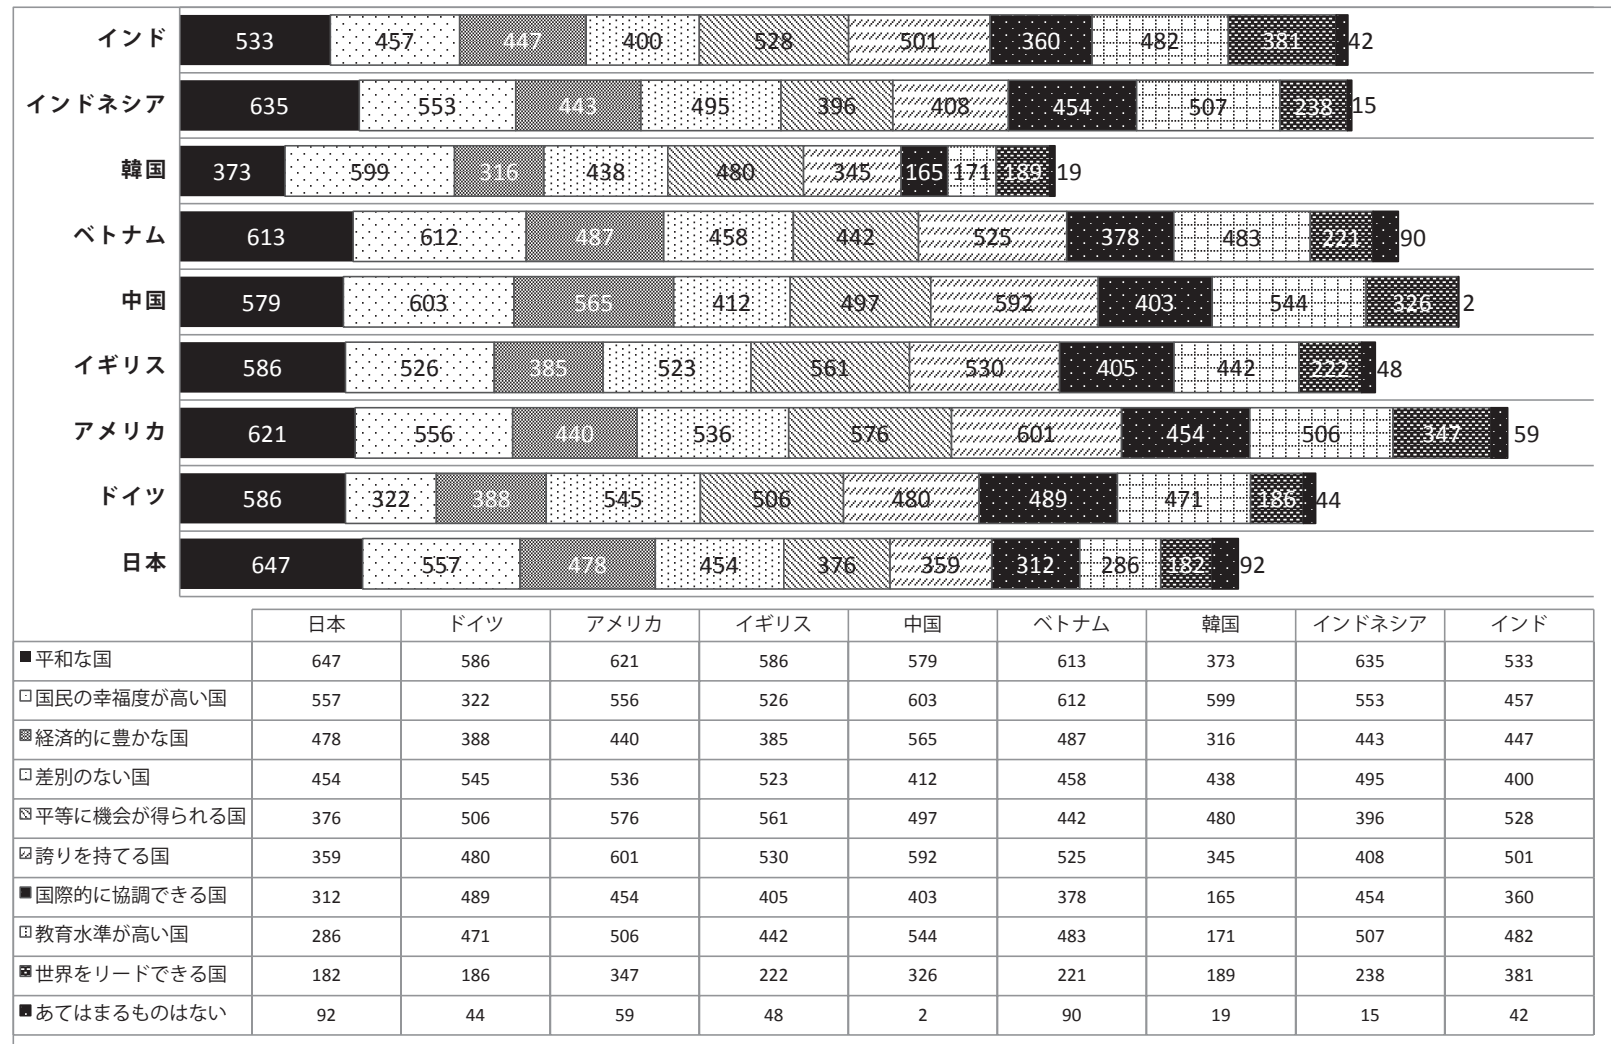 インド 533 457 447 400 528 501 360 482 381 42
インドネシア 635 553 443 495 396 408 454 507 238 15
韓国 373 599 316 438 480 345 165 171 189 19
ベトナム 613 612 487 458 442 525 378 483 221 90
中国 579 603 565 412 497 592 403 544 326 2
イギリス 586 526 385 523 561 530 405 442 222 48
アメリカ 621 556 440 536 576 601 454 506 347 59
ドイツ 586 322 388 545 506 480 489 471 186 44
日本 647 557 478 454 376 359 312 286 182 92
日本 ドイツ アメリカ イギリス 中国 ベトナム 韓国 インドネシア インド
平和な国 647 586 621 586 579 613 373 635 533
国民の幸福度が高い国 557 322 556 526 603 612 599 553 457
経済的に豊かな国 478 388 440 385 565 487 316 443 447
差別のない国 454 545 536 523 412 458 438 495 400
平等に機会が得られる国 376 506 576 561 497 442 480 396 528
誇りを持てる国 359 480 601 530 592 525 345 408 501
国際的に協調できる国 312 489 454 405 403 378 165 454 360
教育水準が高い国 286 471 506 442 544 483 171 507 482
世界をリードできる国 182 186 347 222 326 221 189 238 381
あてはまるものはない 92 44 59 48 2 90 19 15 42